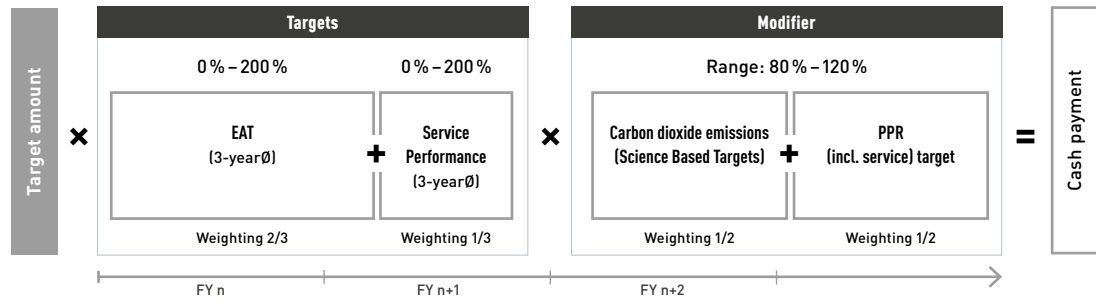 Target amount
×
Targets
0 % – 200 %
0 % – 200 %
EAT
(3-yearØ)
+
Service
Performance
(3-yearØ)
Weighting 2/3
Weighting 1/3
×
Modifier
Range: 80 % – 120 %
Carbon dioxide emissions
(Science Based Targets)
+
PPR
(incl. service) target
Weighting 1/2
Weighting 1/2
=
Cash payment
FY n
FY n+1
FY n+2